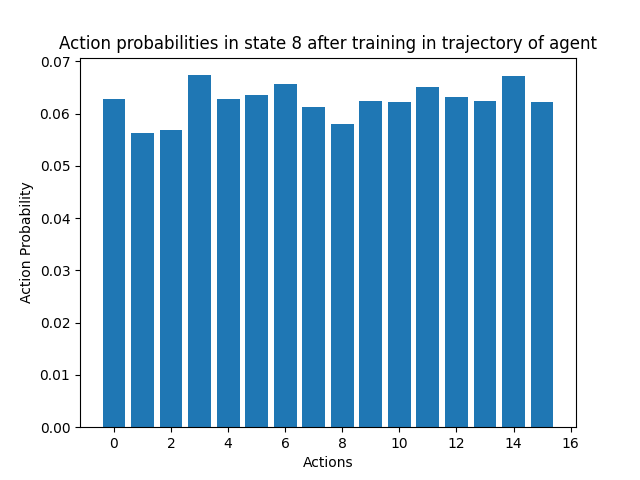 Action probabilities in state 8 after training in trajectory of agent
0.07
0.06
0.05
0.04
0.03
0.02
0.01
0.00
Action Probability
0 2 4 6 8 10 12 14 16
Actions